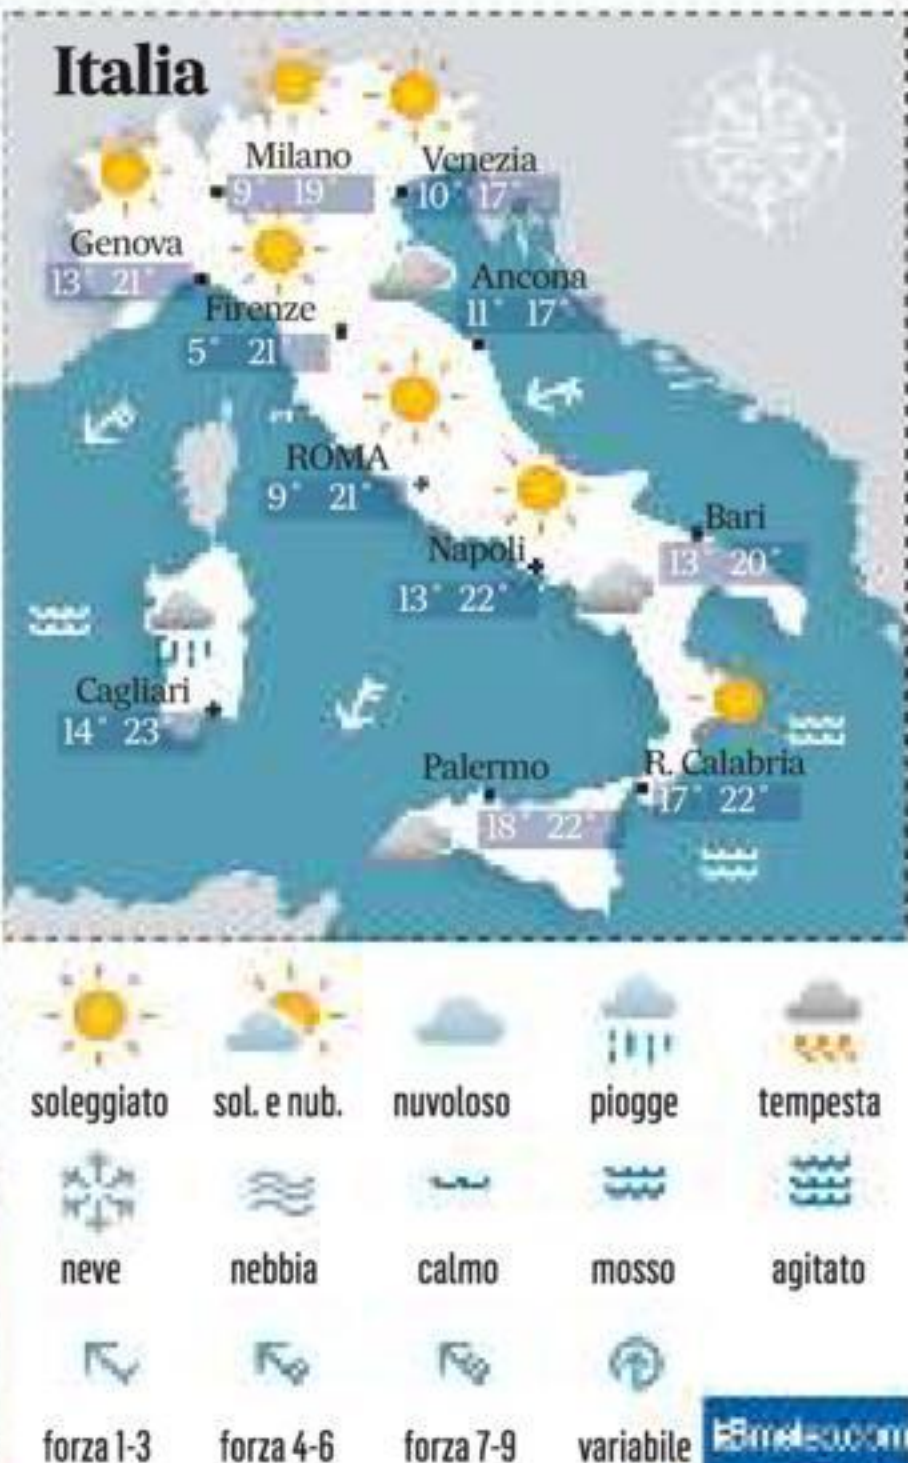 Italia
Milano
9° 19°
Venezia
10° 17°
Genova
13° 21°
Ancona
11° 17°
Firenze
5° 21
ROMA
9° 21°
Bari
13° 20°
Napoli
13° 22°
Cagliari
14° 23
Palermo
18° 22°
R. Calabria
17° 22°
soleggiato sol. e nub. nuvoloso piogge tempesta
neve nebbia calmo mosso agitato
forza 1-3 forza 4-6 forza 7-9 variabile